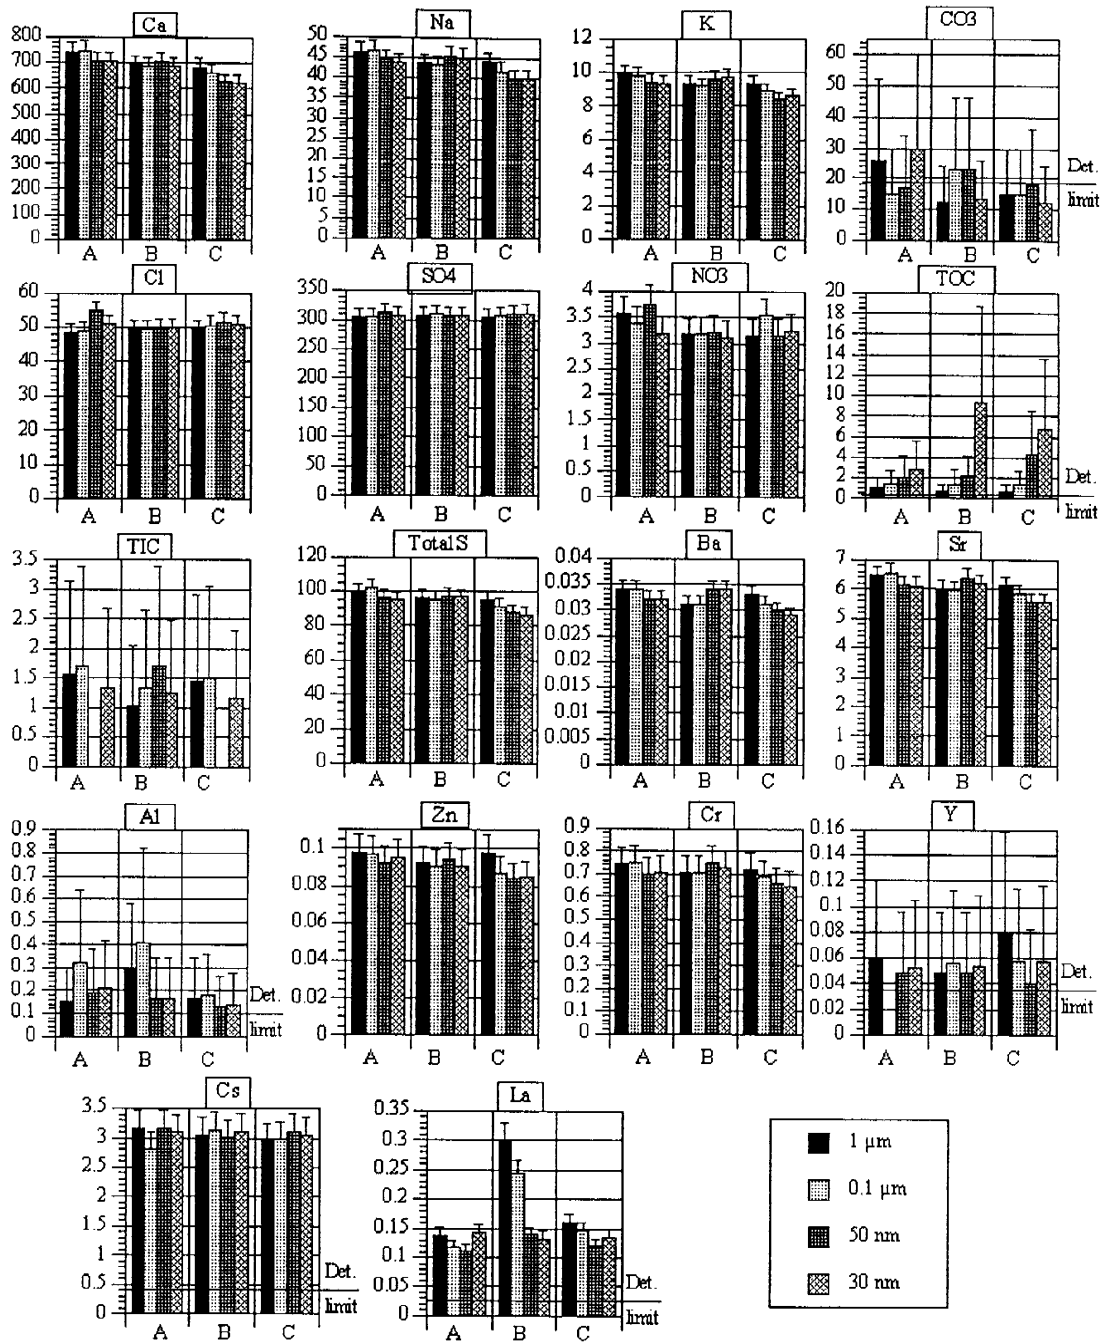 Ca
800
700
600
500
400
300
200
100
0
A B C
Na
50
45
40
35
30
25
20
15
10
5
0
A B C
K
12
10
8
6
4
2
0
A B C
CO3
60
50
40
30
20
10
0
Det.
limit
A B C
Cl
60
50
40
30
20
10
0
A B C
SO4
350
300
250
200
150
100
50
0
A B C
NO3
4
3.5
3
2.5
2
1.5
1
0.5
0
A B C
TOC
20
18
16
14
12
10
8
6
4
2
0
Det.
limit
A B C
TIC
3.5
3
2.5
2
1.5
1
0.5
0
A B C
Total S
120
100
80
60
40
20
0
A B C
Ba
0.04
0.035
0.03
0.025
0.02
0.015
0.01
0.005
0
A B C
Sr
7
6
5
4
3
2
1
0
A B C
Al
0.9
0.8
0.7
0.6
0.5
0.4
0.3
0.2
0.1
0
Det.
limit
A B C
Zn
0.1
0.08
0.06
0.04
0.02
0
A B C
Cr
0.9
0.8
0.7
0.6
0.5
0.4
0.3
0.2
0.1
0
A B C
Y
0.16
0.14
0.12
0.1
0.08
0.06
0.04
0.02
0
Det.
limit
A B C
Cs
3.5
3
2.5
2
1.5
1
0.5
0
Det.
limit
A B C
La
0.35
0.3
0.25
0.2
0.15
0.1
0.05
0
Det.
limit
A B C
1 µm
0.1 µm
50 nm
30 nm